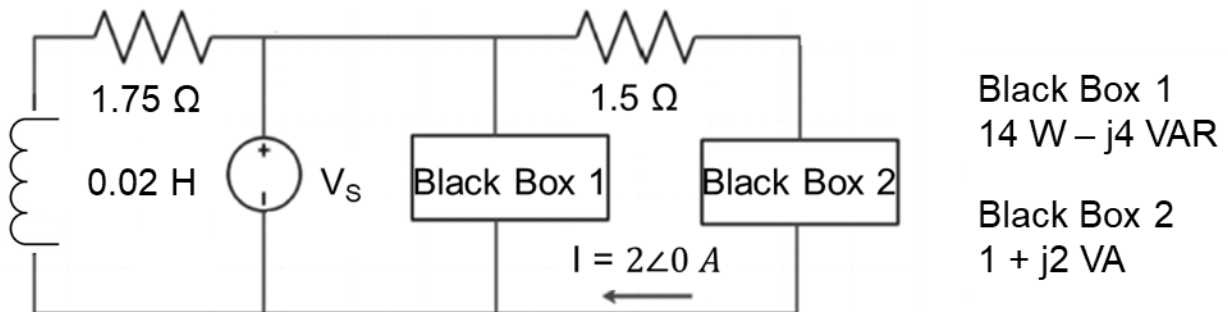 1.75 Ω
1.5 Ω
0.02 H
+
VS
Black Box 1
Black Box 2
I = 2∠0 A
Black Box 1
14 W – j4 VAR
Black Box 2
1 + j2 VA